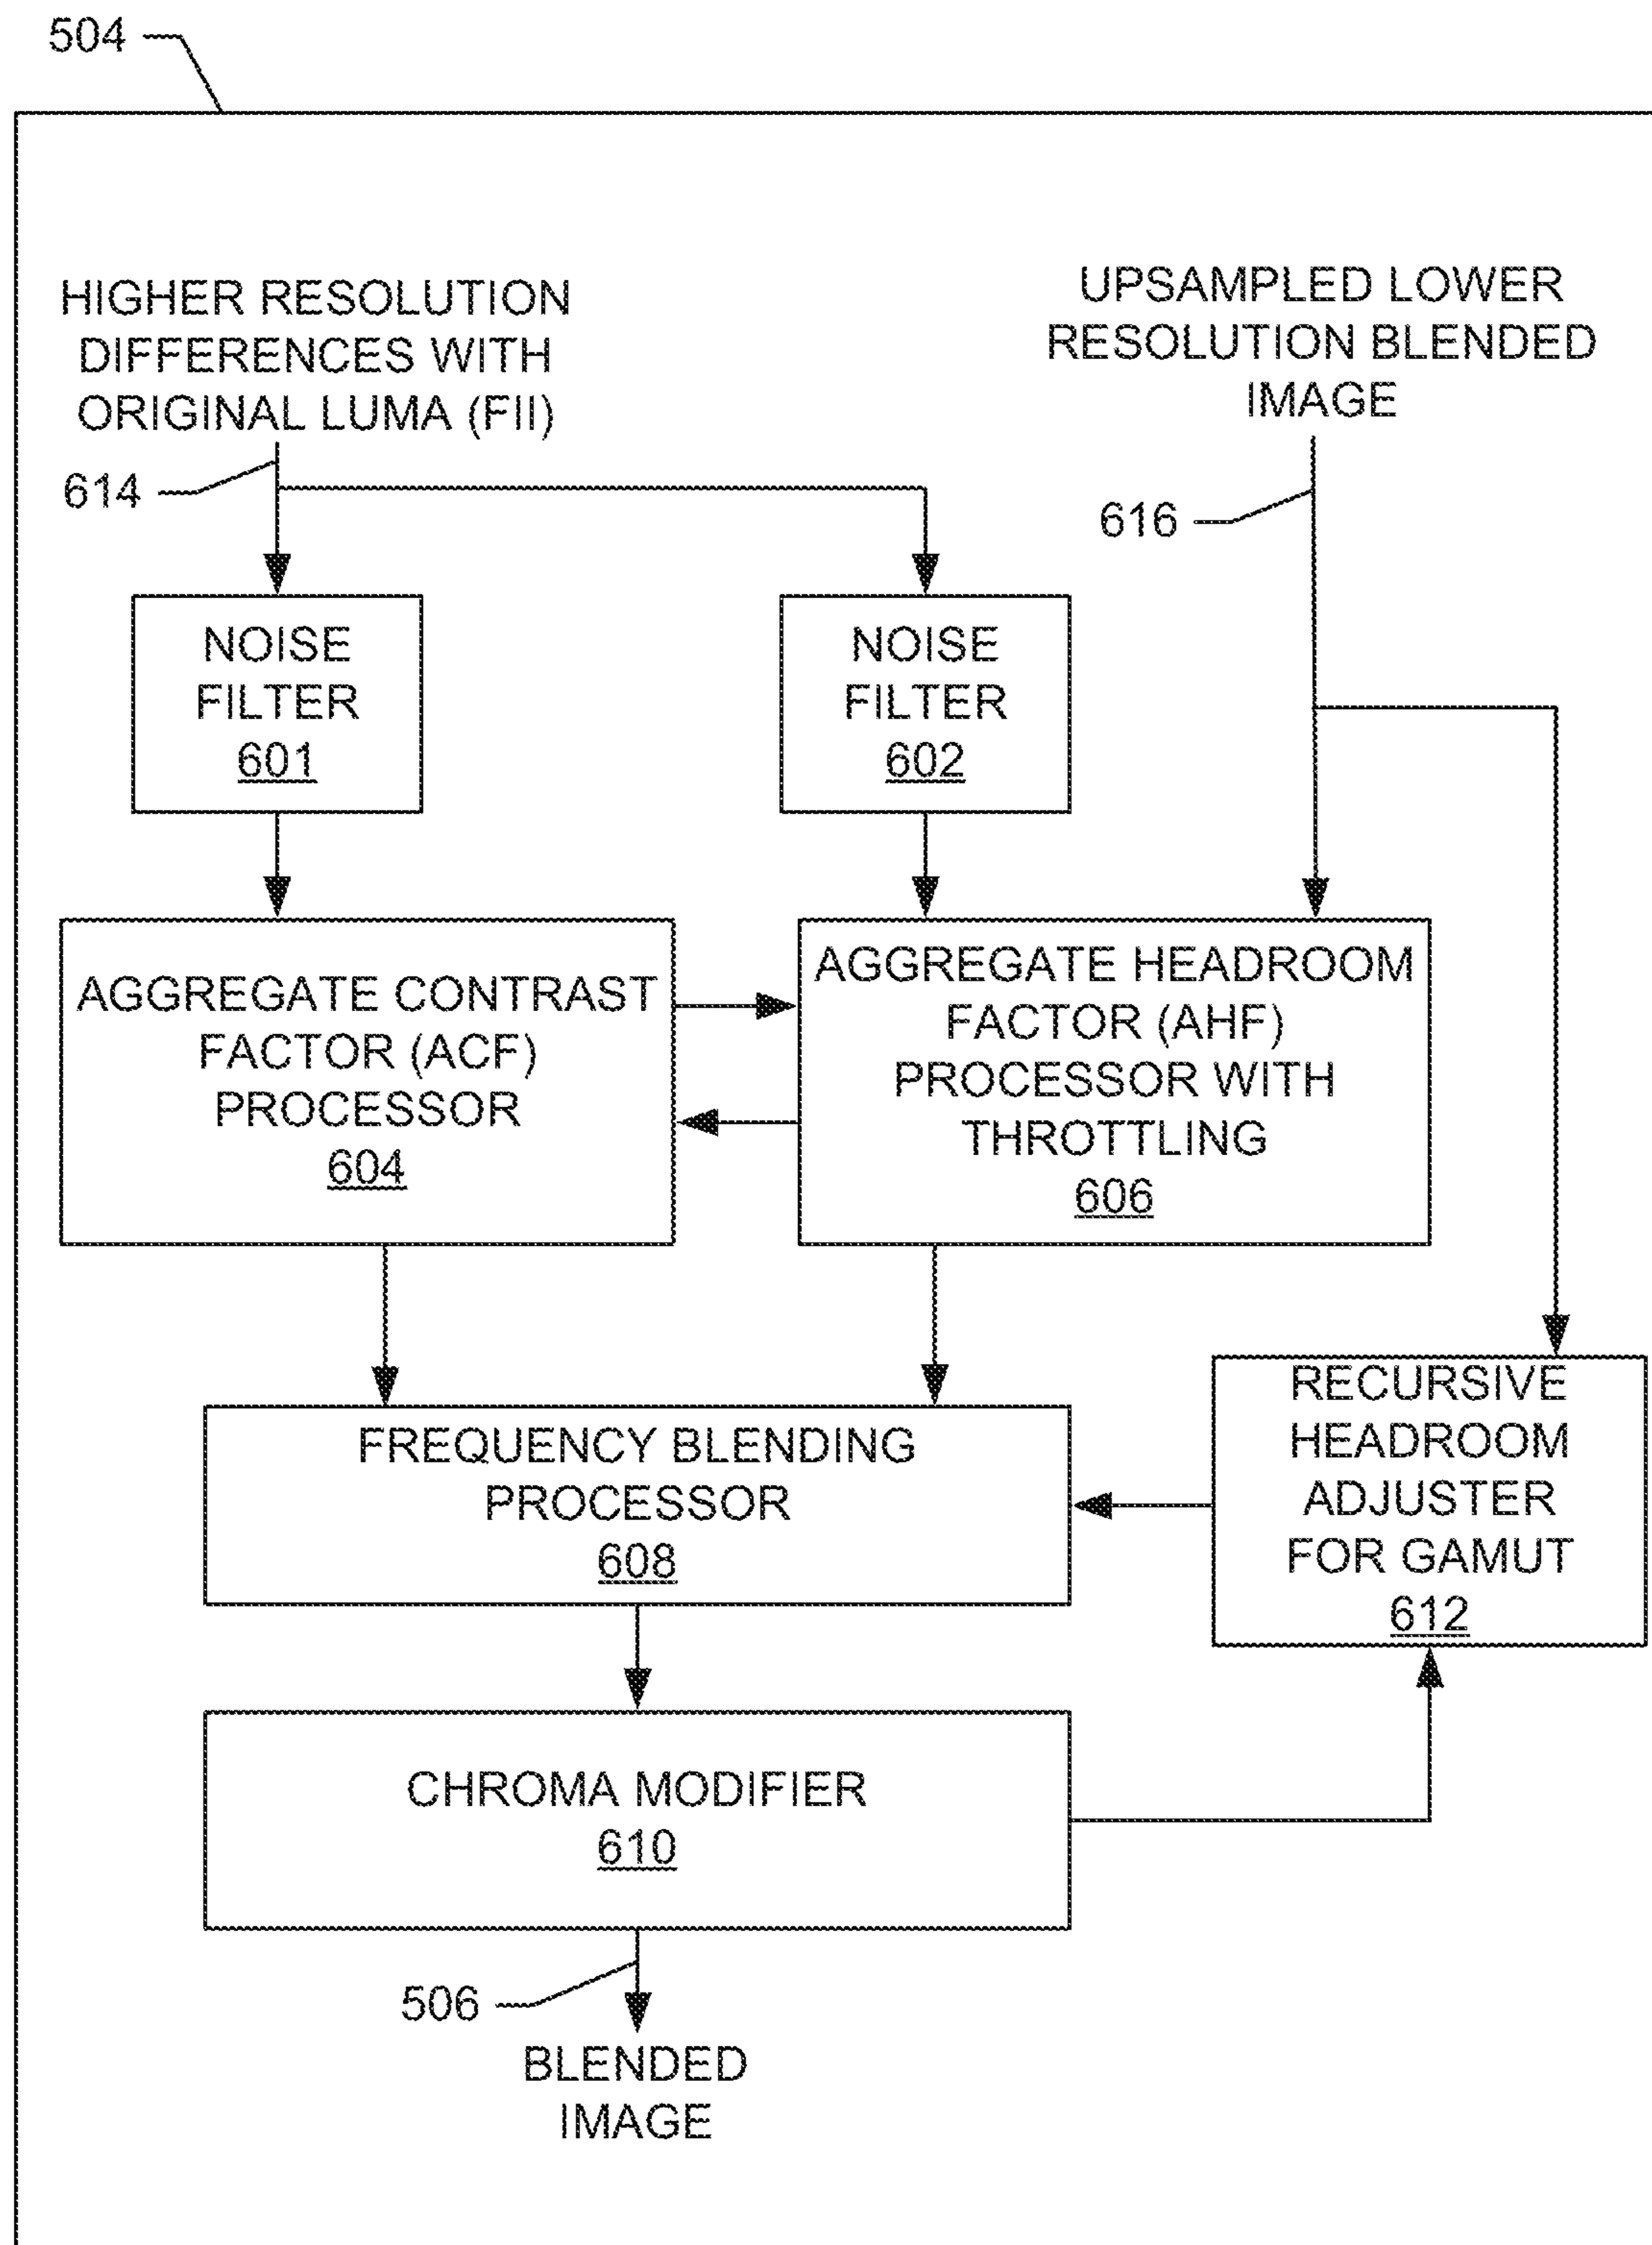 504
HIGHER RESOLUTION
DIFFERENCES WITH
ORIGINAL LUMA (FII)
614
UPSAMPLED LOWER
RESOLUTION BLENDED
IMAGE
616
NOISE
FILTER
601
NOISE
FILTER
602
AGGREGATE CONTRAST
FACTOR (ACF)
PROCESSOR
604
AGGREGATE HEADROOM
FACTOR (AHF)
PROCESSOR WITH
THROTTLING
606
FREQUENCY BLENDING
PROCESSOR
608
RECURSIVE
HEADROOM
ADJUSTER
FOR GAMUT
612
CHROMA MODIFIER
610
506
BLENDED
IMAGE